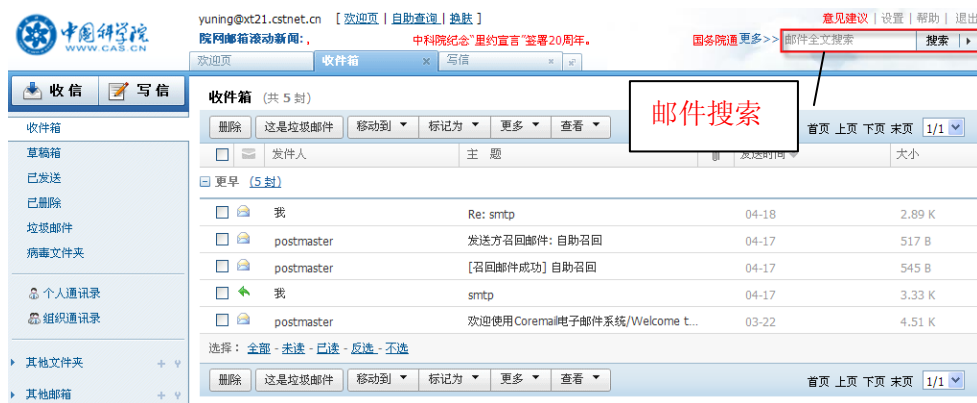 中国科学院
WWW.CAS.CN
yuning@xt21.cstnet.cn [ 欢迎页 | 自助查询 | 换肤 ]
意见建议 | 设置 | 帮助 | 退出
院网邮箱滚动新闻: , 中科院纪念"里约宣言"签署20周年。 国务院通 更多>>
邮件全文搜索 搜索
欢迎页 收件箱 × 写信 ×
收信 写信
收件箱 (共 5 封)
邮件搜索
删除 这是垃圾邮件 移动到 标记为 更多 查看 首页 上页 下页 末页 1/1
发件人 主 题 发送时间 大小
更早 (5 封)
我 Re: smtp 04-18 2.89 K
postmaster 发送方召回邮件: 自助召回 04-17 517 B
postmaster [召回邮件成功] 自助召回 04-17 545 B
我 smtp 04-17 3.33 K
postmaster 欢迎使用Coremail电子邮件系统/Welcome t... 03-22 4.51 K
选择: 全部 - 未读 - 已读 - 反选 - 不选
删除 这是垃圾邮件 移动到 标记为 更多 查看 首页 上页 下页 末页 1/1
收件箱
草稿箱
已发送
已删除
垃圾邮件
病毒文件夹
个人通讯录
组织通讯录
其他文件夹
其他邮箱